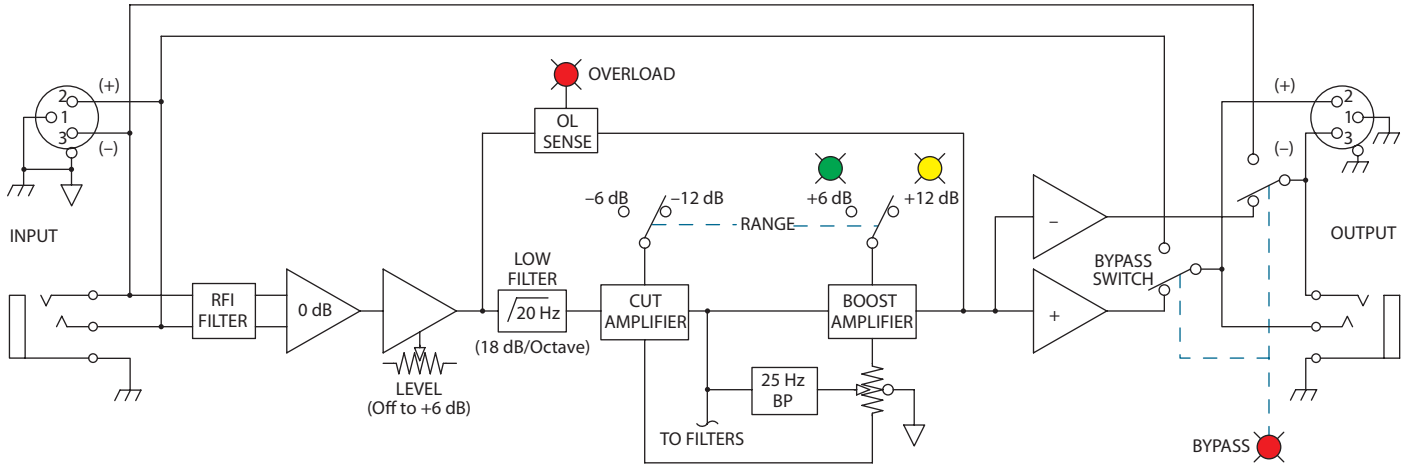 OVERLOAD
(+)
2
1
3
(–)
OL
SENSE
(+)
2
1
3
(–)
–6 dB
–12 dB
+6 dB
+12 dB
RANGE
–
INPUT
OUTPUT
LOW
FILTER
BYPASS
SWITCH
RFI
FILTER
0 dB
20 Hz
CUT
AMPLIFIER
BOOST
AMPLIFIER
+
(18 dB/Octave)
LEVEL
(Off to +6 dB)
25 Hz
BP
TO FILTERS
BYPASS